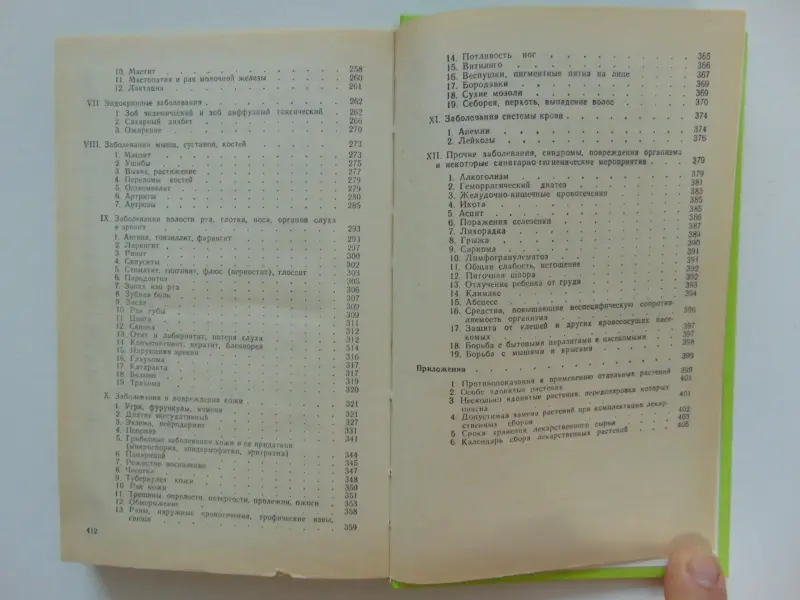 10. Мастит 258
11. Мастопатия и рак молочной железы 260
12. Лактация 261
VII Эндокринные заболевания 262
1. Зоб эндемический и зоб диффузный токсический 262
2. Сахарный диабет 266
3. Ожирение 270
VIII. Заболевания мышц, суставов, костей 273
1. Миозит 273
2. Ушибы 275
3. Вывих, растяжение 277
4. Переломы костей 279
5. Остеомиелит 279
6. Артриты 280
7. Артрозы 285
IX. Заболевания полости рта, глотки, носа, органов слуха
и зрения 293
1. Ангина, тонзиллит, фарингит 293
2. Ларингит 297
3. Ринит 300
4. Синуситы 302
5. Стоматит, гингивит, флюс (периостит), глоссит 303
6. Пародонтоз 305
7. Запах изо рта 306
8. Зубная боль 307
9. Заеда 309
10. Рак губы 309
11. Цинга 311
12. Синюха 312
13. Отит и лабиринтит, потеря слуха 312
14. Конъюнктивит, кератит, бленнорея 314
15. Нарушения зрения 316
16. Глаукома 317
17. Катаракта 317
18. Бельмо 319
19. Трахома 320
X. Заболевания и повреждения кожи 321
1. Угри, фурункулы, экзема 321
2. Диатез экссудативный 327
3. Экзема, нейродермит
4. Псориаз 331
5. Грибковые заболевания кожи и ее придатков 341
(микроспория, эпидермофития, эритразма)
6. Панариций 344
7. Рожистое воспаление 345
8. Чесотка 347
9. Туберкулез кожи 348
10. Рак кожи 350
11. Трещины, опрелости, потертости, пролежни, ожоги 351
12. Обморожение 353
13. Раны, наружные кровотечения, трофические язвы, 358
свищи 359
412
14. Потливость ног 365
15. Витилиго 366
16. Веснушки, пигментные пятна на лице 367
17. Бородавки 369
18. Сухие мозоли 369
19. Себорея, перхоть, выпадение волос 370
XI. Заболевания системы крови 374
1. Анемии 374
2. Лейкозы 376
XII. Прочие заболевания, синдромы, повреждения организма
и некоторые санитарно-гигиенические мероприятия 379
1. Алкоголизм 379
2. Геморрагический диатез 381
3. Желудочно-кишечные кровотечения 383
4. Икота 385
5. Асцит 385
6. Поражения селезенки 386
7. Лихорадка 387
8. Грыжа 389
9. Саркома 390
10. Лимфогранулематоз 391
11. Общая слабость, истощение 391
12. Пяточная шпора 392
13. Отлучение ребенка от груди 392
14. Климакс 393
15. Абсцесс 394
16. Средства, повышающие неспецифическую сопротив-
ляемость организма 396
17. Защита от клещей и других кровососущих насе-
комых 397
18. Борьба с бытовыми паразитами и насекомыми 397
19. Борьба с мышами и крысами 398
Приложения 399
1 Противопоказания к применению отдельных растений 399
2. Особо ядовитые растения 401
3 Несколько ядовитые растения, передозировка которых
опасна 401
4. Допустимая замена растений при комплектации лекар-
ственных сборов 402
5 Сроки хранения лекарственного сырья 403
6. Календарь сбора лекарственных растений 405